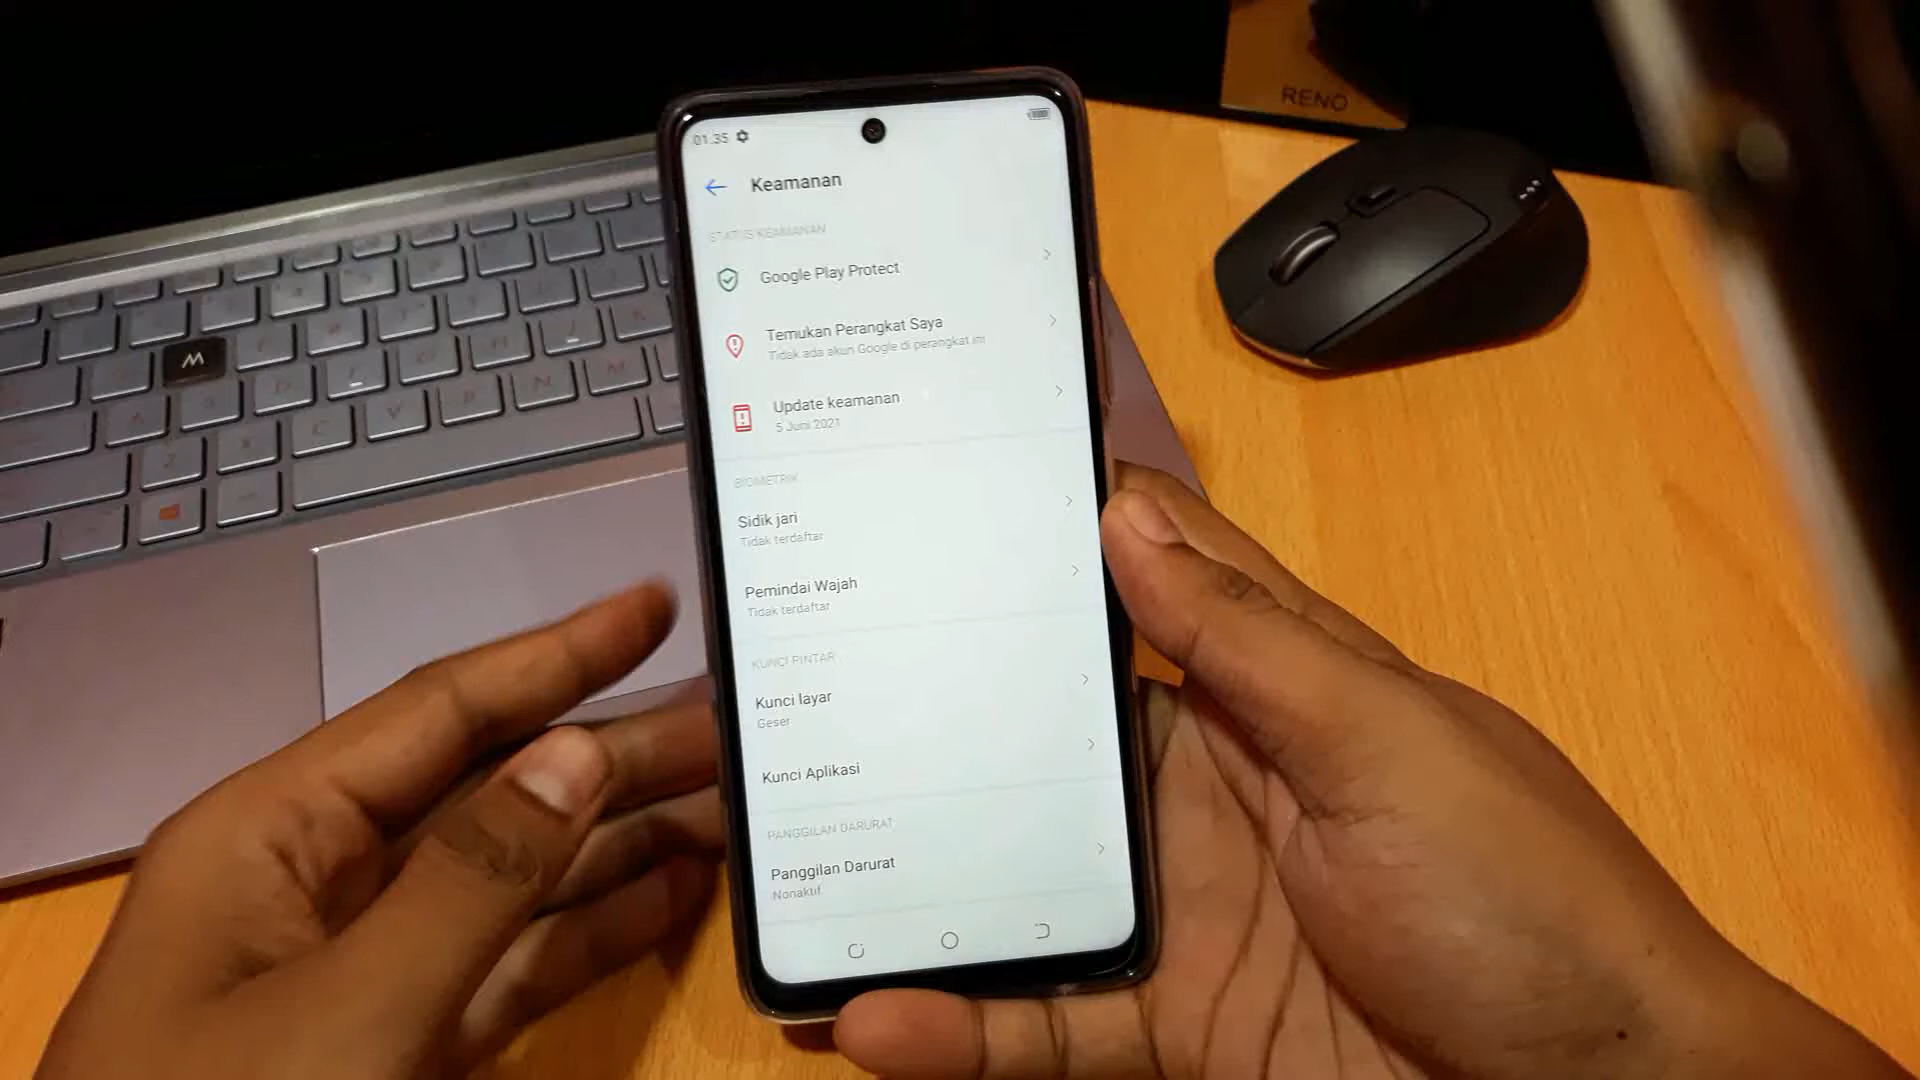 RENO
01.35
Keamanan
STATUS KEAMANAN
Google Play Protect
Temukan Perangkat Saya
Tidak ada akun Google di perangkat ini
Update keamanan
5 Juni 2021
BIOMETRIK
Sidik jari
Tidak terdaftar
Pemindai Wajah
Tidak terdaftar
KUNCI PINTAR
Kunci layar
Geser
Kunci Aplikasi
PANGGILAN DARURAT
Panggilan Darurat
Nonaktif